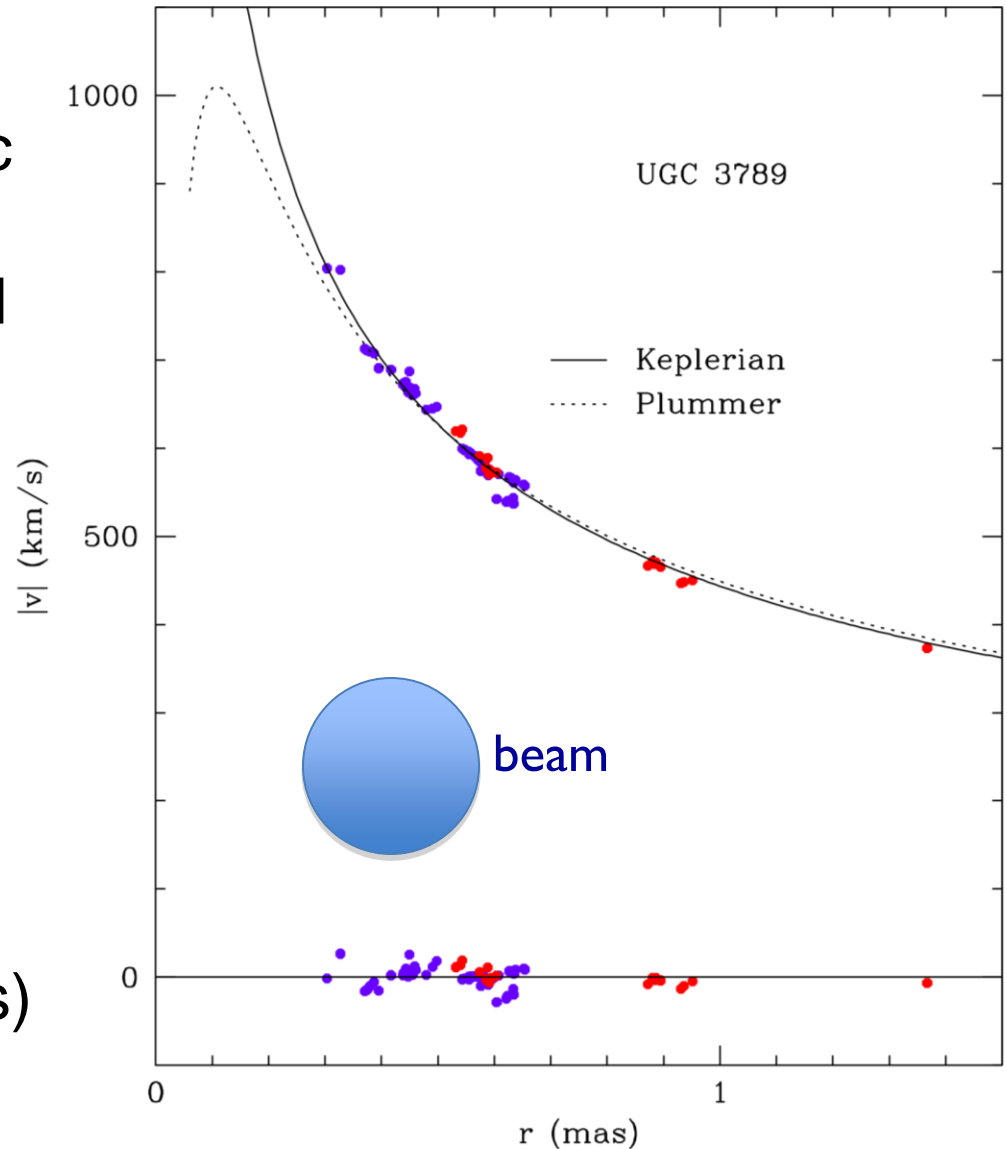 c
1000
UGC 3789
l
Keplerian
Plummer
500
|v| (km/s)
beam
0
s)
0 1
r (mas)